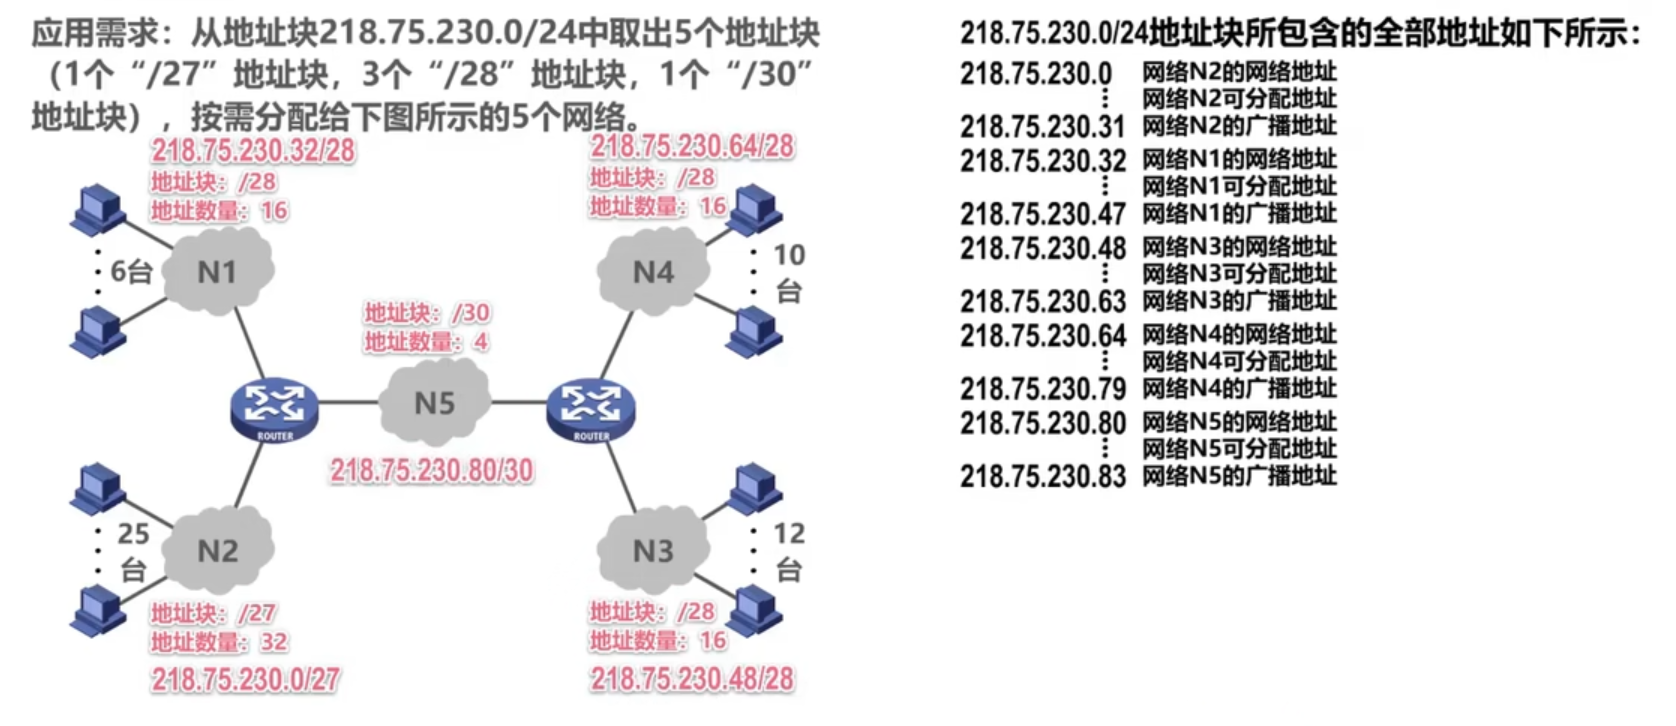 应用需求：从地址块218.75.230.0/24中取出5个地址块
（1个“/27”地址块，3个“/28”地址块，1个“/30”
地址块），按需分配给下图所示的5个网络。
218.75.230.32/28
地址块：/28
地址数量：16
N1
6台
218.75.230.64/28
地址块：/28
地址数量：16
N4
10
台
地址块：/30
地址数量：4
N5
ROUTER
ROUTER
218.75.230.80/30
25
台
N2
地址块：/27
地址数量：32
218.75.230.0/27
N3
12
台
地址块：/28
地址数量：16
218.75.230.48/28
218.75.230.0/24地址块所包含的全部地址如下所示：
218.75.230.0 网络N2的网络地址
⋮ 网络N2可分配地址
218.75.230.31 网络N2的广播地址
218.75.230.32 网络N1的网络地址
⋮ 网络N1可分配地址
218.75.230.47 网络N1的广播地址
218.75.230.48 网络N3的网络地址
⋮ 网络N3可分配地址
218.75.230.63 网络N3的广播地址
218.75.230.64 网络N4的网络地址
⋮ 网络N4可分配地址
218.75.230.79 网络N4的广播地址
218.75.230.80 网络N5的网络地址
⋮ 网络N5可分配地址
218.75.230.83 网络N5的广播地址